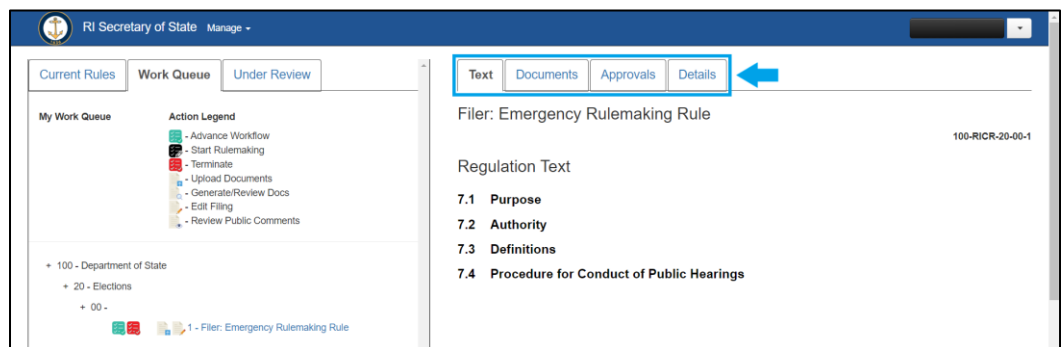 RI Secretary of State Manage
Current Rules Work Queue Under Review
My Work Queue Action Legend
- Advance Workflow
- Start Rulemaking
- Terminate
- Upload Documents
- Generate/Review Docs
- Edit Filing
- Review Public Comments
+ 100 - Department of State
+ 20 - Elections
+ 00 -
1 - Filer: Emergency Rulemaking Rule
Text Documents Approvals Details
Filer: Emergency Rulemaking Rule
100-RICR-20-00-1
Regulation Text
7.1 Purpose
7.2 Authority
7.3 Definitions
7.4 Procedure for Conduct of Public Hearings